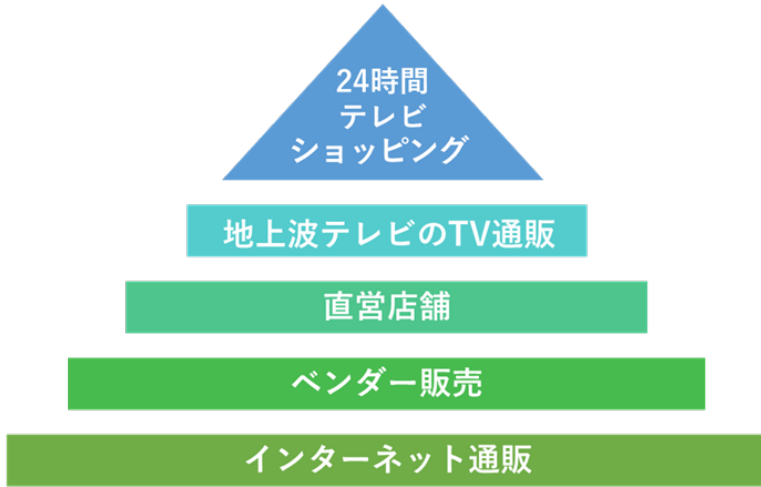 24時間
テレビ
ショッピング
地上波テレビのTV通販
直営店舗
ベンダー販売
インターネット通販